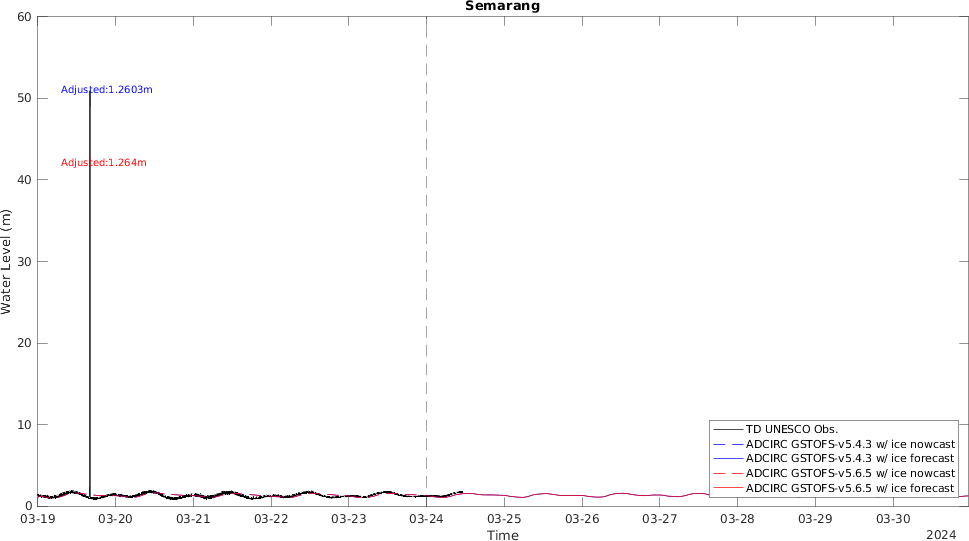 Semarang
60
50
40
30
20
10
0
Water Level (m)
Adjusted:1.2603m
Adjusted:1.264m
TD UNESCO Obs.
ADCIRC GSTOFS-v5.4.3 w/ ice nowcast
ADCIRC GSTOFS-v5.4.3 w/ ice forecast
ADCIRC GSTOFS-v5.6.5 w/ ice nowcast
ADCIRC GSTOFS-v5.6.5 w/ ice forecast
03-19 03-20 03-21 03-22 03-23 03-24 03-25 03-26 03-27 03-28 03-29 03-30
Time
2024